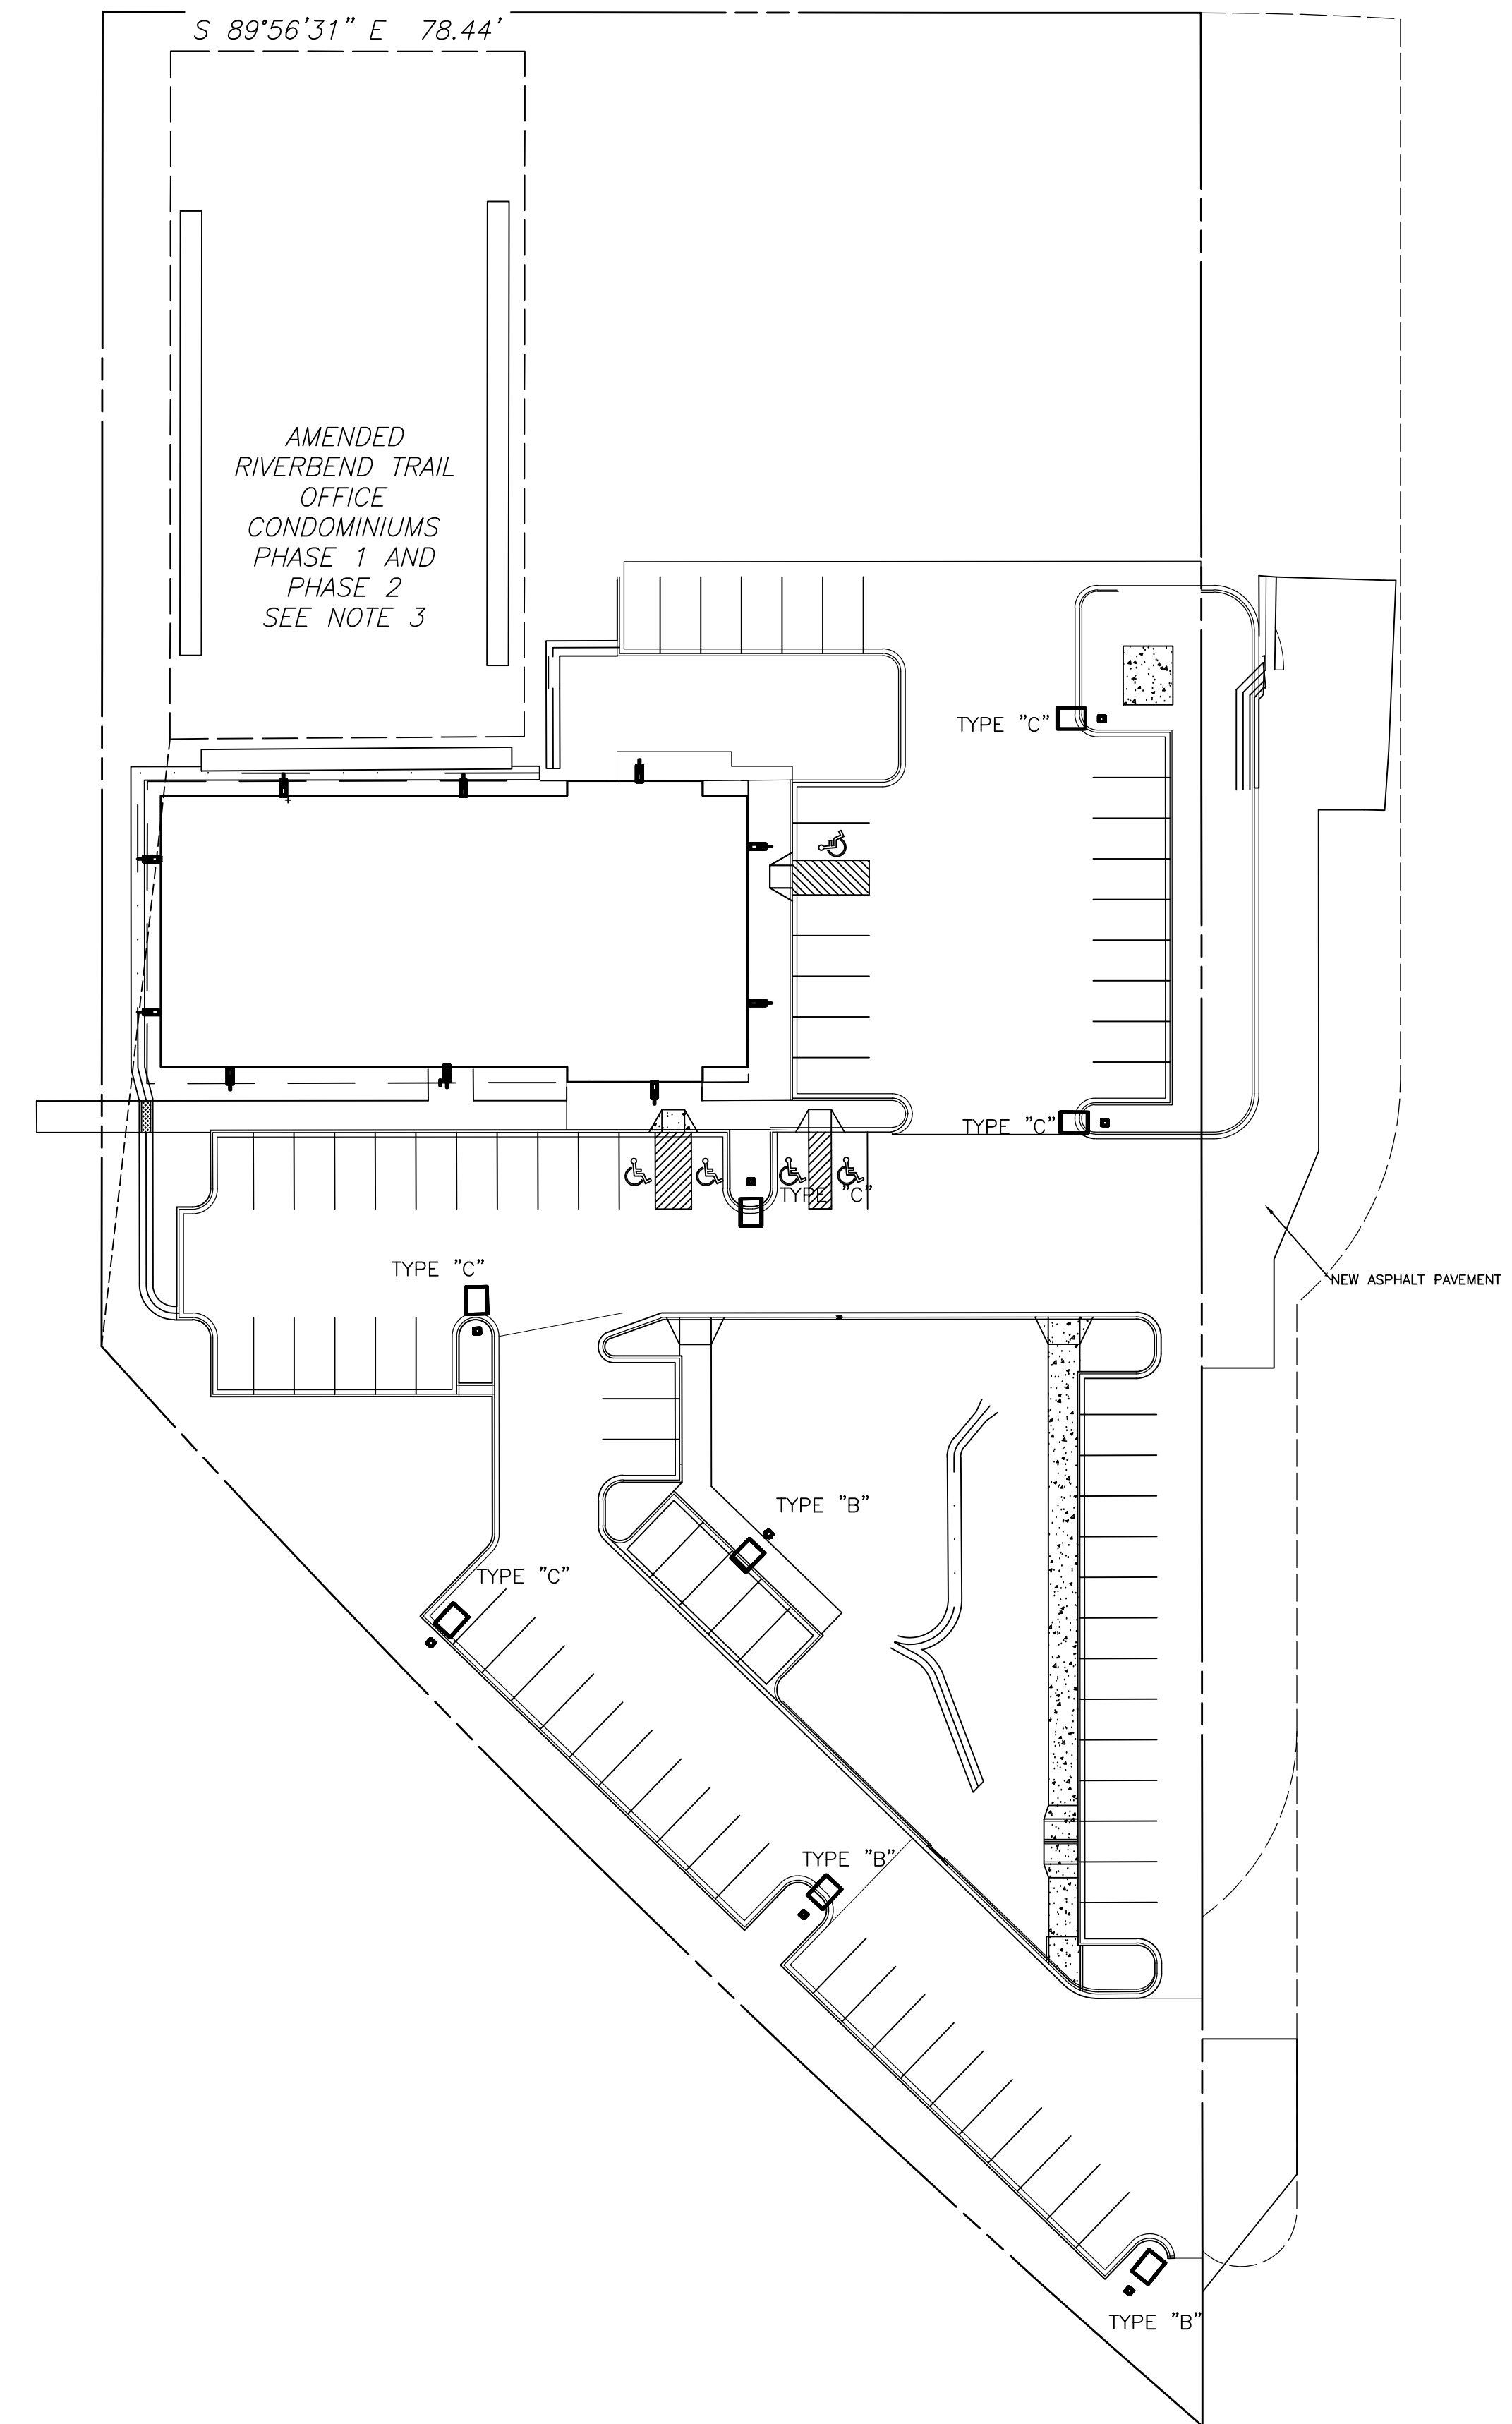 S 89°56'31" E 78.44'
AMENDED
RIVERBEND TRAIL
OFFICE
CONDOMINIUMS
PHASE 1 AND
PHASE 2
SEE NOTE 3
TYPE "C"
TYPE "C"
TYPE "C"
TYPE "C"
NEW ASPHALT PAVEMENT
TYPE "B"
TYPE "C"
TYPE "B"
TYPE "B"